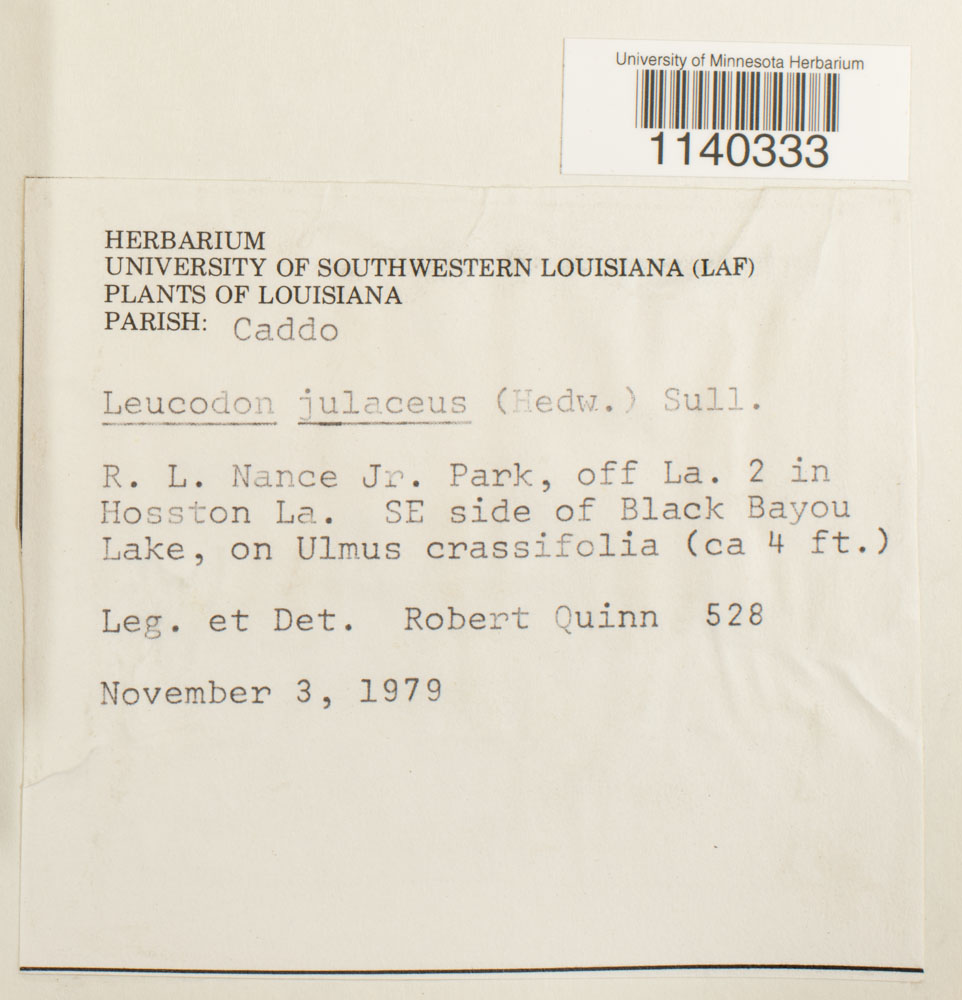 University of Minnesota Herbarium
1140333
HERBARIUM
UNIVERSITY OF SOUTHWESTERN LOUISIANA (LAF)
PLANTS OF LOUISIANA
PARISH: Caddo
Leucodon julaceus (Hedw.) Sull.
R. L. Nance Jr. Park, off La. 2 in
Hosston La. SE side of Black Bayou
Lake, on Ulmus crassifolia (ca 4 ft.)
Leg. et Det. Robert Quinn 528
November 3, 1979